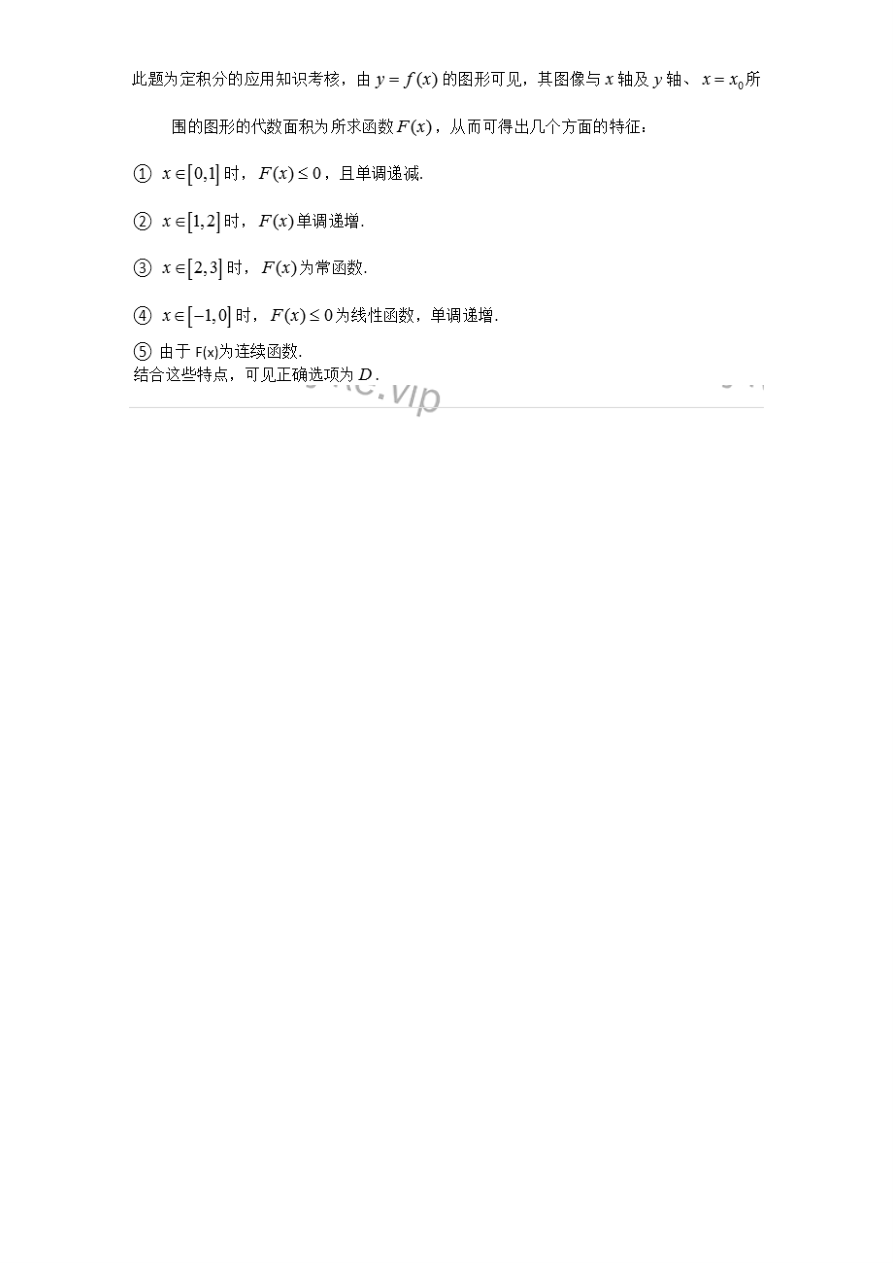 此题为定积分的应用知识考核，由 y = f(x) 的图形可见，其图像与 x 轴及 y 轴、 x = x₀所
围的图形的代数面积为所求函数 F(x)，从而可得出几个方面的特征：
① x∈[0,1] 时， F(x) ≤ 0，且单调递减.
② x∈[1,2] 时， F(x) 单调递增.
③ x∈[2,3] 时， F(x) 为常函数.
④ x∈[−1,0] 时， F(x) ≤ 0 为线性函数，单调递增.
⑤ 由于 F(x)为连续函数.
结合这些特点，可见正确选项为 D .
.vip